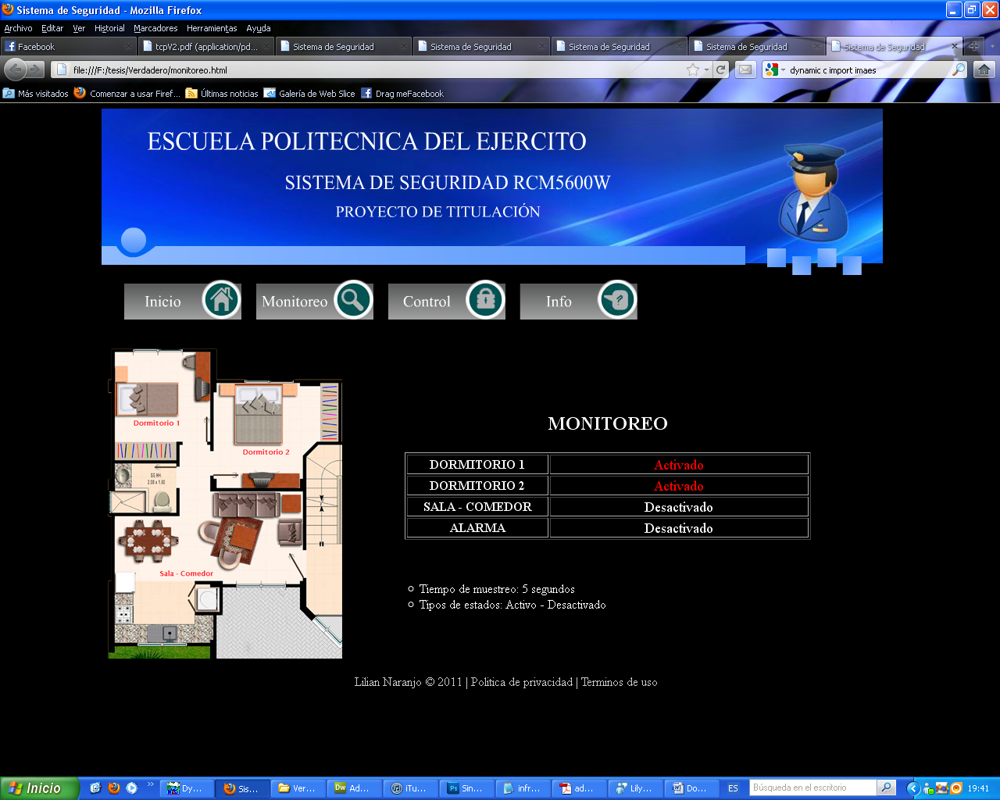 Sistema de Seguridad - Mozilla Firefox
Archivo Editar Ver Historial Marcadores Herramientas Ayuda
Facebook tcpV2.pdf (application/pd... Sistema de Seguridad Sistema de Seguridad Sistema de Seguridad Sistema de Seguridad Sistema de Seguridad
file:///F:/tesis/Verdadero/monitoreo.html dynamic c import imaes
Más visitados Comenzar a usar Firef... Últimas noticias Galería de Web Slice Drag meFacebook
ESCUELA POLITECNICA DEL EJERCITO
SISTEMA DE SEGURIDAD RCM5600W
PROYECTO DE TITULACIÓN
Inicio Monitoreo Control Info
Dormitorio 1
Dormitorio 2
SS.HH.
Sala - Comedor
MONITOREO
DORMITORIO 1 Activado
DORMITORIO 2 Activado
SALA - COMEDOR Desactivado
ALARMA Desactivado
Tiempo de muestreo: 5 segundos
Tipos de estados: Activo - Desactivado
Lilian Naranjo © 2011 | Politica de privacidad | Terminos de uso
Inicio Dy... Sis... Ver... Ad... iTu... Sin... infr... ad... Lily... Do... ES Búsqueda en el escritorio 19:41